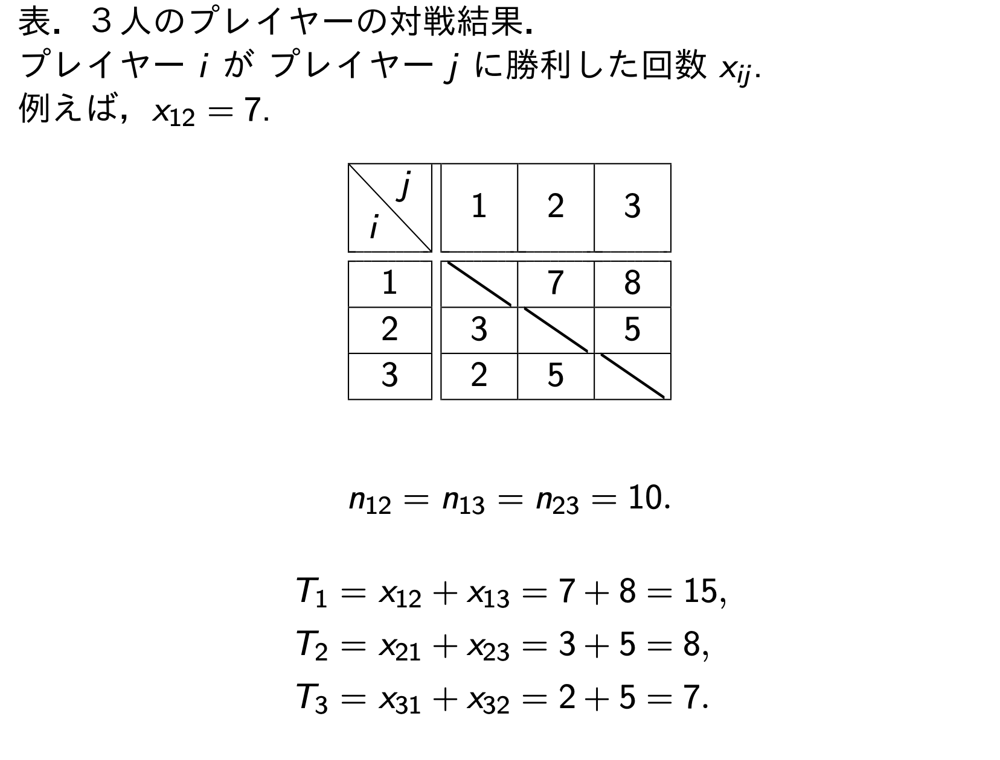 表． 3 人のプレイヤーの対戦結果．
プレイヤー i が プレイヤー j に勝利した回数 x_{ij}.
例えば，x_{12} = 7.
j
i
1 2 3
1 7 8
2 3 5
3 2 5
n_{12} = n_{13} = n_{23} = 10.
T_1 = x_{12} + x_{13} = 7 + 8 = 15,
T_2 = x_{21} + x_{23} = 3 + 5 = 8,
T_3 = x_{31} + x_{32} = 2 + 5 = 7.